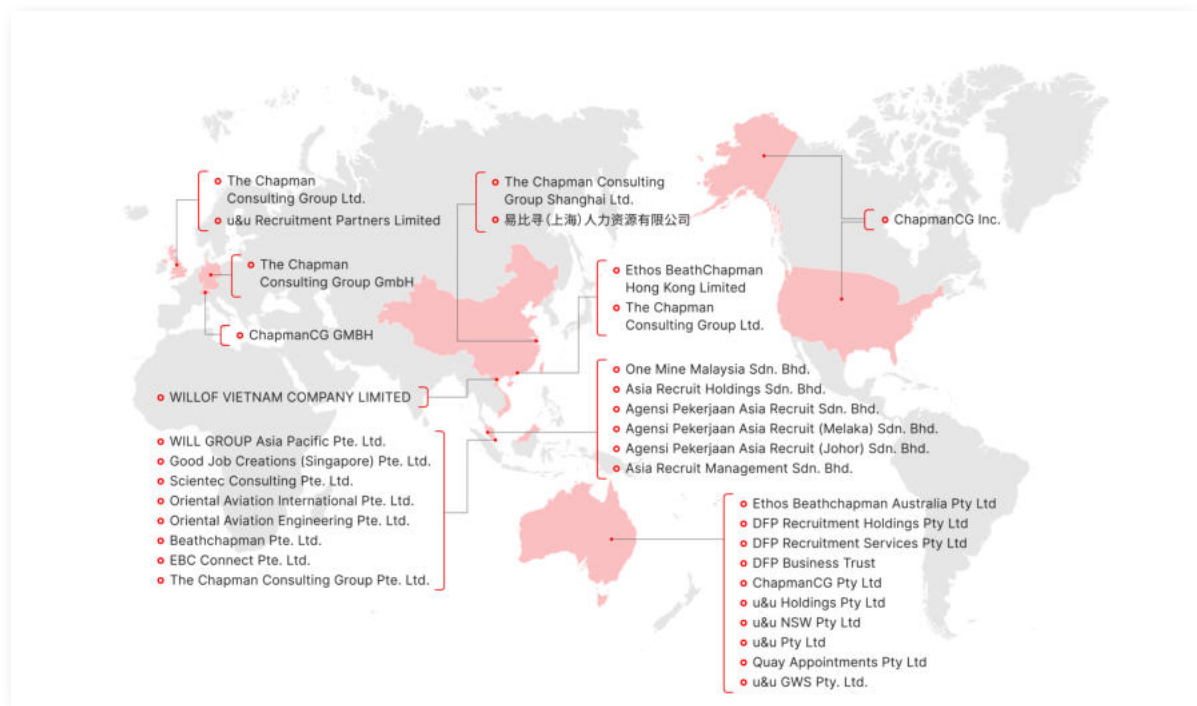 The Chapman
Consulting Group Ltd.
u&u Recruitment Partners Limited
The Chapman
Consulting Group GmbH
ChapmanCG GMBH
The Chapman Consulting
Group Shanghai Ltd.
易比寻(上海)人力资源有限公司
ChapmanCG Inc.
Ethos BeathChapman
Hong Kong Limited
The Chapman
Consulting Group Ltd.
WILLOF VIETNAM COMPANY LIMITED
One Mine Malaysia Sdn. Bhd.
Asia Recruit Holdings Sdn. Bhd.
Agensi Pekerjaan Asia Recruit Sdn. Bhd.
Agensi Pekerjaan Asia Recruit (Melaka) Sdn. Bhd.
Agensi Pekerjaan Asia Recruit (Johor) Sdn. Bhd.
Asia Recruit Management Sdn. Bhd.
WILL GROUP Asia Pacific Pte. Ltd.
Good Job Creations (Singapore) Pte. Ltd.
Scientec Consulting Pte. Ltd.
Oriental Aviation International Pte. Ltd.
Oriental Aviation Engineering Pte. Ltd.
Beathchapman Pte. Ltd.
EBC Connect Pte. Ltd.
The Chapman Consulting Group Pte. Ltd.
Ethos Beathchapman Australia Pty Ltd
DFP Recruitment Holdings Pty Ltd
DFP Recruitment Services Pty Ltd
DFP Business Trust
ChapmanCG Pty Ltd
u&u Holdings Pty Ltd
u&u NSW Pty Ltd
u&u Pty Ltd
Quay Appointments Pty Ltd
u&u GWS Pty. Ltd.